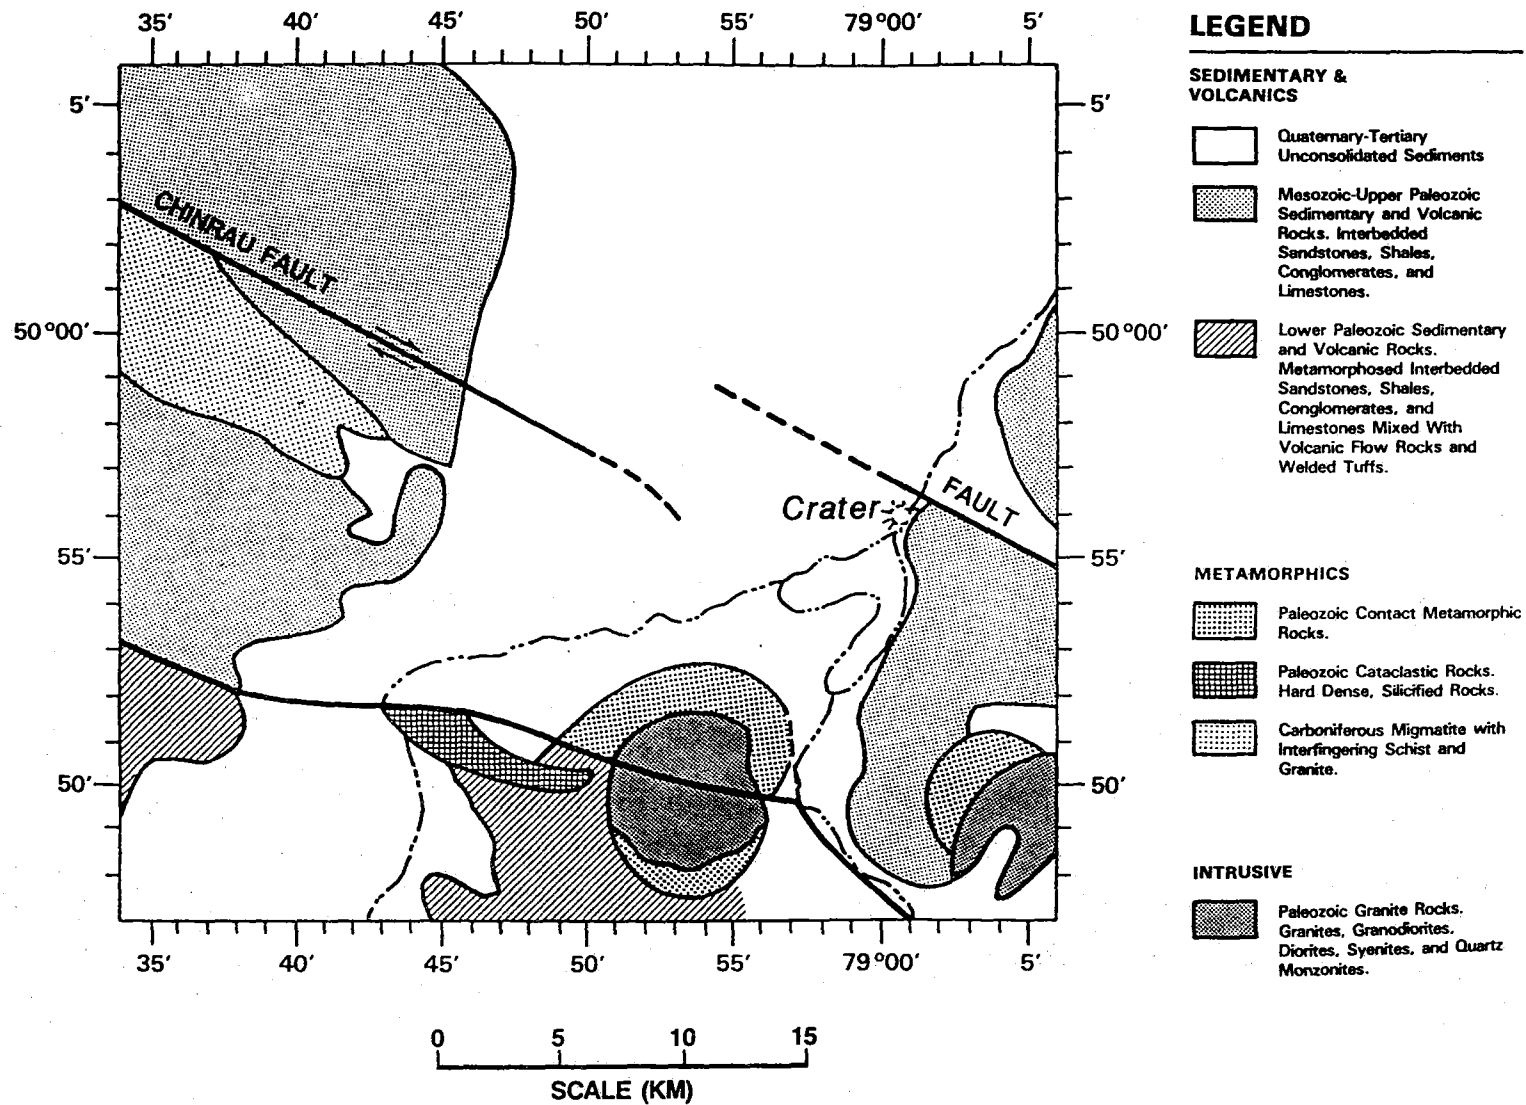 35′ 40′ 45′ 50′ 55′ 79°00′ 5′
5′ 5′
CHINRAU FAULT
50°00′ 50°00′
Crater
FAULT
55′ 55′
50′ 50′
35′ 40′ 45′ 50′ 55′ 79°00′ 5′
0 5 10 15
SCALE (KM)
LEGEND
SEDIMENTARY &
VOLCANICS
Quaternary-Tertiary
Unconsolidated Sediments
Mesozoic-Upper Paleozoic
Sedimentary and Volcanic
Rocks. Interbedded
Sandstones, Shales,
Conglomerates, and
Limestones.
Lower Paleozoic Sedimentary
and Volcanic Rocks.
Metamorphosed Interbedded
Sandstones, Shales,
Conglomerates, and
Limestones Mixed With
Volcanic Flow Rocks and
Welded Tuffs.
METAMORPHICS
Paleozoic Contact Metamorphic
Rocks.
Paleozoic Cataclastic Rocks.
Hard Dense, Silicified Rocks.
Carboniferous Migmatite with
Interfingering Schist and
Granite.
INTRUSIVE
Paleozoic Granite Rocks.
Granites, Granodiorites,
Diorites, Syenites, and Quartz
Monzonites.